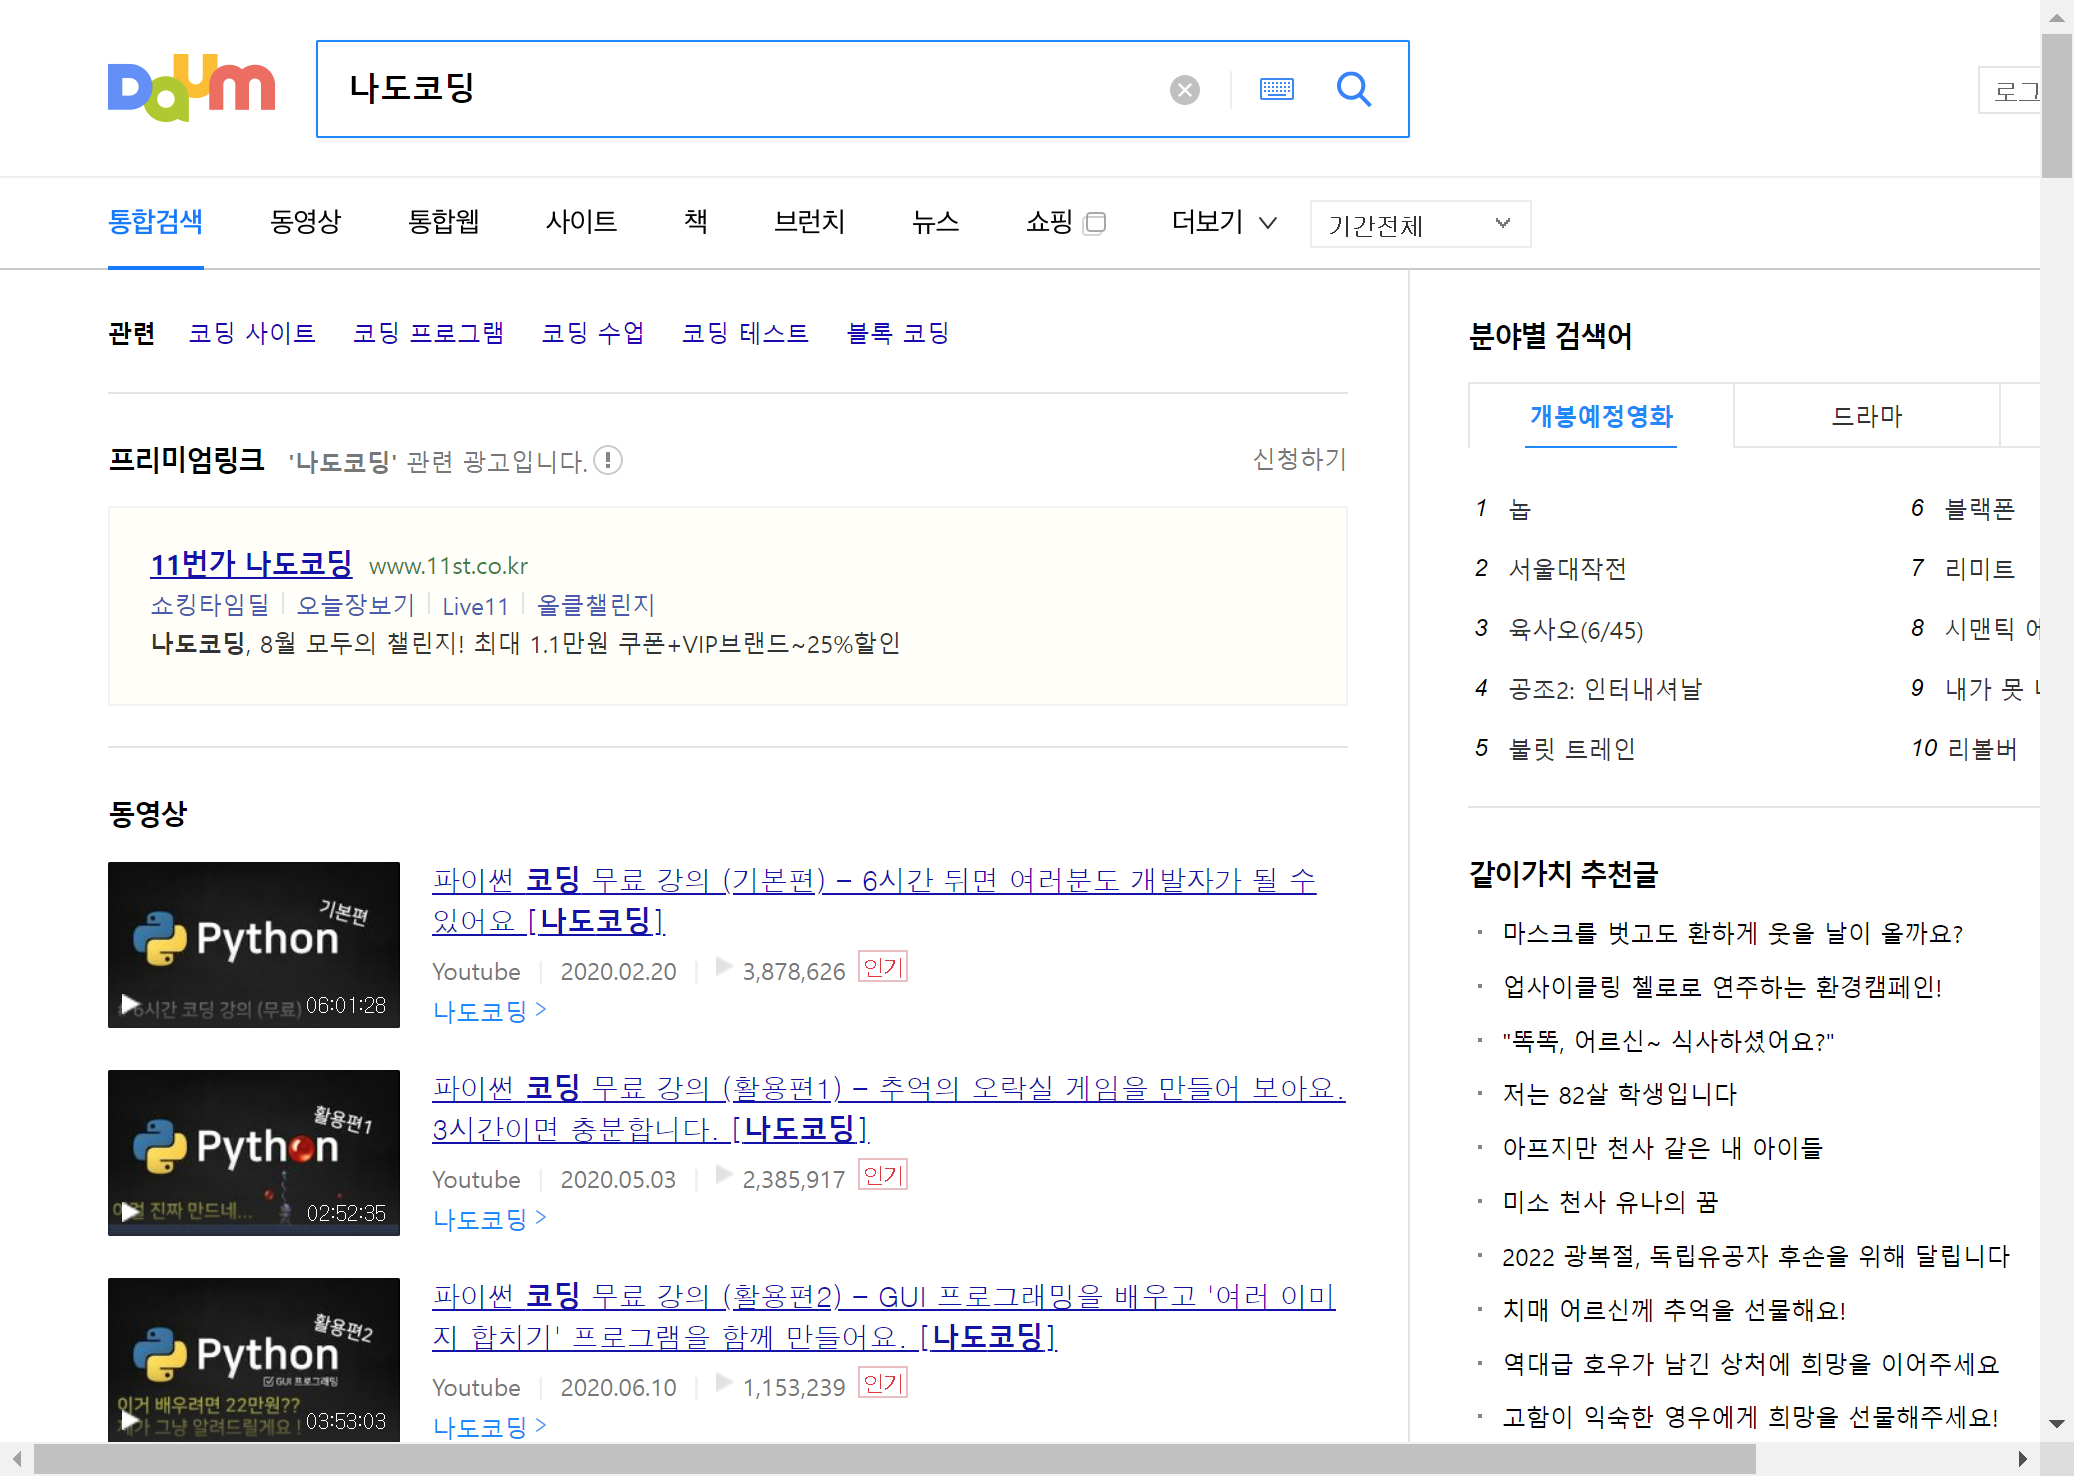 Daum
나도코딩
로그
통합검색 동영상 통합웹 사이트 책 브런치 뉴스 쇼핑 더보기 기간전체
관련 코딩 사이트 코딩 프로그램 코딩 수업 코딩 테스트 블록 코딩
프리미엄링크 '나도코딩' 관련 광고입니다. 신청하기
11번가 나도코딩 www.11st.co.kr
쇼킹타임딜 오늘장보기 Live11 올클챌린지
나도코딩, 8월 모두의 챌린지! 최대 1.1만원 쿠폰+VIP브랜드~25%할인
동영상
기본편
Python
6시간 코딩 강의 (무료) 06:01:28
파이썬 코딩 무료 강의 (기본편) - 6시간 뒤면 여러분도 개발자가 될 수
있어요 [나도코딩]
Youtube 2020.02.20 3,878,626 인기
나도코딩 >
활용편1
Python
진짜 만드네... 02:52:35
파이썬 코딩 무료 강의 (활용편1) - 추억의 오락실 게임을 만들어 보아요.
3시간이면 충분합니다. [나도코딩]
Youtube 2020.05.03 2,385,917 인기
나도코딩 >
활용편2
Python
GUI 프로그래밍
이거 배우려면 22만원??
그냥 알려드릴게요 ! 03:53:03
파이썬 코딩 무료 강의 (활용편2) - GUI 프로그래밍을 배우고 '여러 이미
지 합치기' 프로그램을 함께 만들어요. [나도코딩]
Youtube 2020.06.10 1,153,239 인기
나도코딩 >
분야별 검색어
개봉예정영화 드라마
1 놉 6 블랙폰
2 서울대작전 7 리미트
3 육사오(6/45) 8 시맨틱
4 공조2: 인터내셔날 9 내가 못
5 불릿 트레인 10 리볼버
같이가치 추천글
마스크를 벗고도 환하게 웃을 날이 올까요?
업사이클링 첼로로 연주하는 환경캠페인!
"똑똑, 어르신~ 식사하셨어요?"
저는 82살 학생입니다
아프지만 천사 같은 내 아이들
미소 천사 유나의 꿈
2022 광복절, 독립유공자 후손을 위해 달립니다
치매 어르신께 추억을 선물해요!
역대급 호우가 남긴 상처에 희망을 이어주세요
고함이 익숙한 영우에게 희망을 선물해주세요!